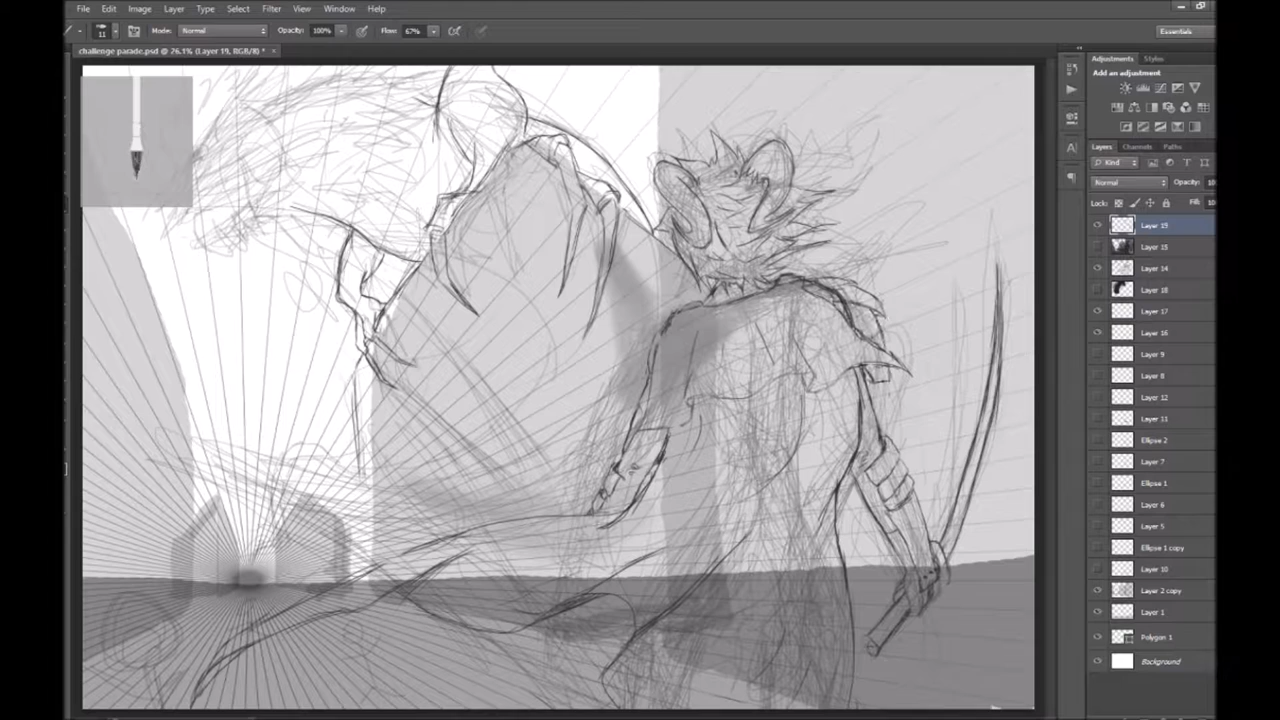 File Edit Image Layer Type Select Filter View Window Help
11 Mode: Normal Opacity: 100% Flow: 67% Essentials
challenge parade.psd @ 76.1% (Layer 19, RGB/8) * ×
Adjustments Styles
Add an adjustment
Layers Channels Paths
Kind
Normal Opacity: 
Lock: Fill:
Layer 19
Layer 15
Layer 14
Layer 18
Layer 17
Layer 16
Layer 9
Layer 8
Layer 12
Layer 11
Ellipse 2
Layer 7
Ellipse 1
Layer 6
Layer 5
Ellipse 1 copy
Layer 10
Layer 2 copy
Layer 1
Polygon 1
Background